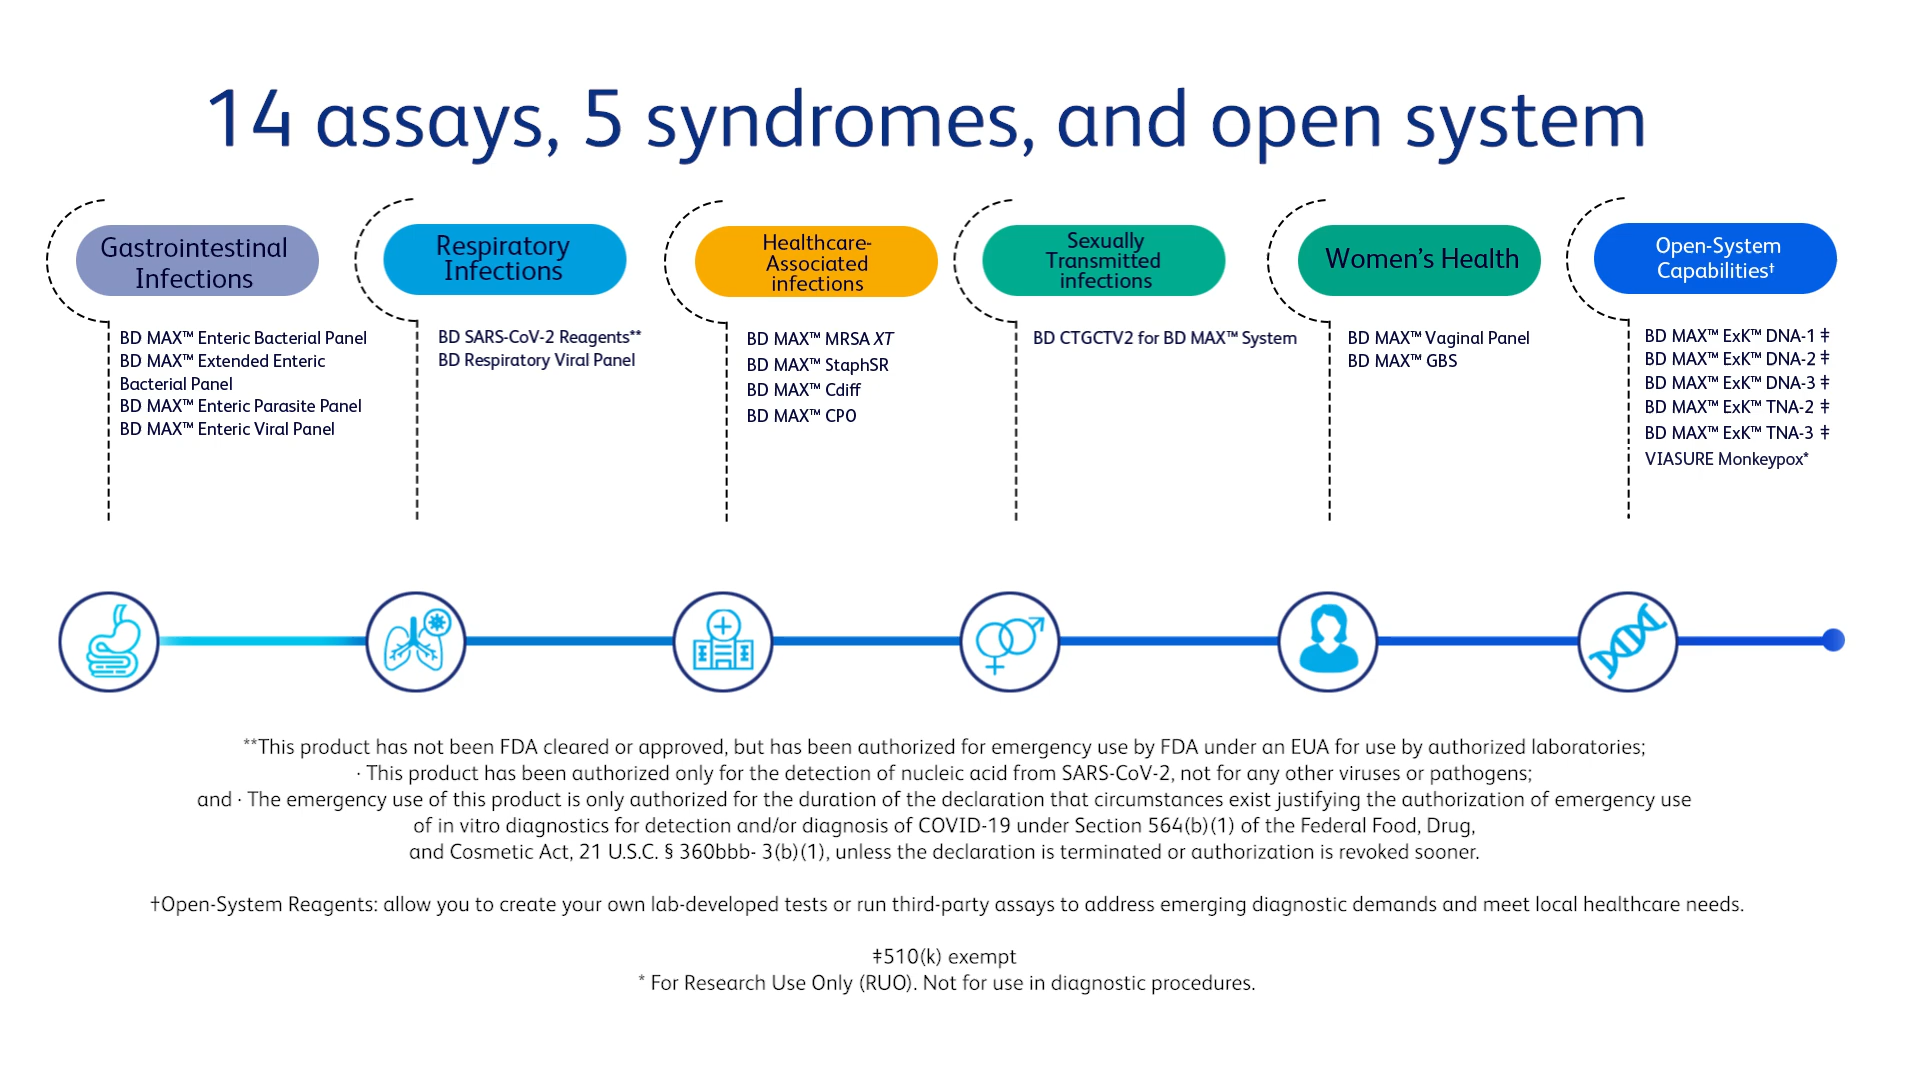 14 assays, 5 syndromes, and open system
Gastrointestinal
Infections
BD MAX™ Enteric Bacterial Panel
BD MAX™ Extended Enteric
Bacterial Panel
BD MAX™ Enteric Parasite Panel
BD MAX™ Enteric Viral Panel
Respiratory
Infections
BD SARS-CoV-2 Reagents**
BD Respiratory Viral Panel
Healthcare-
Associated
infections
BD MAX™ MRSA XT
BD MAX™ StaphSR
BD MAX™ Cdiff
BD MAX™ CPO
Sexually
Transmitted
infections
BD CTGCTV2 for BD MAX™ System
Women's Health
BD MAX™ Vaginal Panel
BD MAX™ GBS
Open-System
Capabilities†
BD MAX™ ExK™ DNA-1 ‡
BD MAX™ ExK™ DNA-2 ‡
BD MAX™ ExK™ DNA-3 ‡
BD MAX™ ExK™ TNA-2 ‡
BD MAX™ ExK™ TNA-3 ‡
VIASURE Monkeypox*
**This product has not been FDA cleared or approved, but has been authorized for emergency use by FDA under an EUA for use by authorized laboratories;
· This product has been authorized only for the detection of nucleic acid from SARS-CoV-2, not for any other viruses or pathogens;
and · The emergency use of this product is only authorized for the duration of the declaration that circumstances exist justifying the authorization of emergency use
of in vitro diagnostics for detection and/or diagnosis of COVID-19 under Section 564(b)(1) of the Federal Food, Drug,
and Cosmetic Act, 21 U.S.C. § 360bbb- 3(b)(1), unless the declaration is terminated or authorization is revoked sooner.
†Open-System Reagents: allow you to create your own lab-developed tests or run third-party assays to address emerging diagnostic demands and meet local healthcare needs.
‡510(k) exempt
* For Research Use Only (RUO). Not for use in diagnostic procedures.